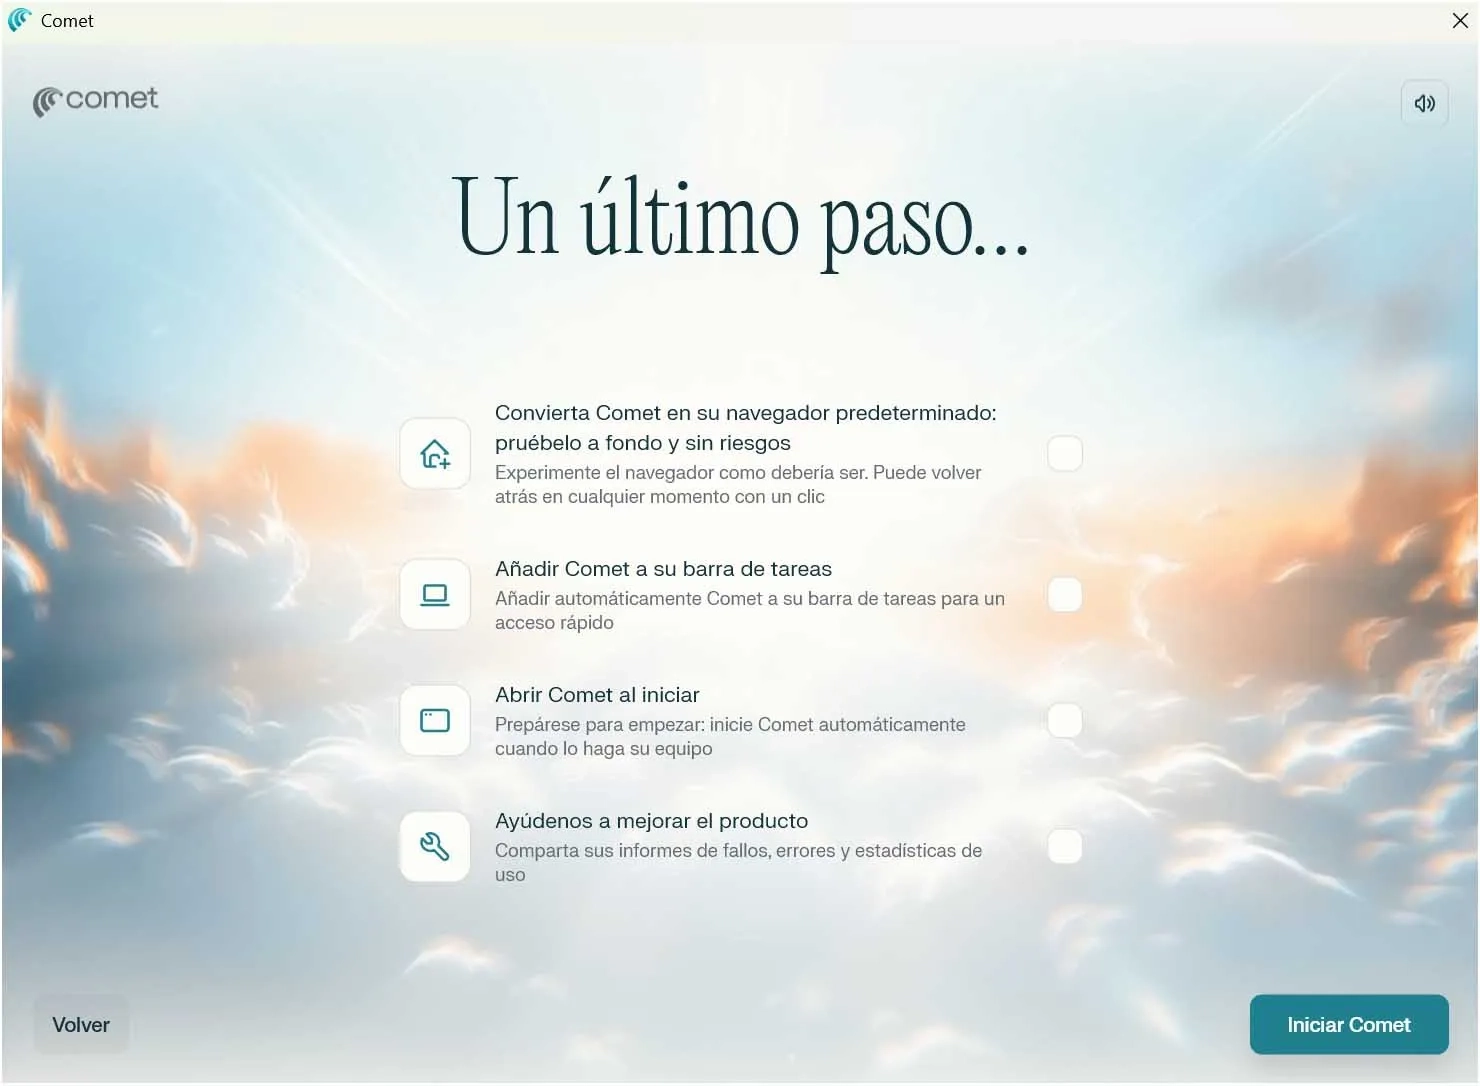 Comet
comet
Un último paso...
Convierta Comet en su navegador predeterminado:
pruébelo a fondo y sin riesgos
Experimente el navegador como debería ser. Puede volver
atrás en cualquier momento con un clic
Añadir Comet a su barra de tareas
Añadir automáticamente Comet a su barra de tareas para un
acceso rápido
Abrir Comet al iniciar
Prepárese para empezar: inicie Comet automáticamente
cuando lo haga su equipo
Ayúdenos a mejorar el producto
Comparta sus informes de fallos, errores y estadísticas de
uso
Volver
Iniciar Comet